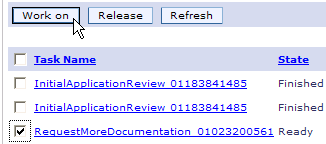 Work on Release Refresh
Task Name State
InitialApplicationReview_01183841485 Finished
InitialApplicationReview_01183841485 Finished
RequestMoreDocumentation_01023200561 Ready